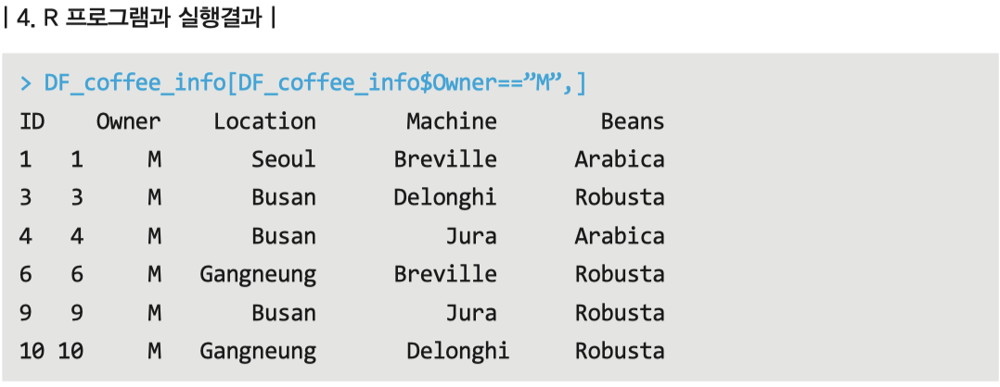 | 4. R 프로그램과 실행결과 |
> DF_coffee_info[DF_coffee_info$Owner==”M”,]
ID Owner Location Machine Beans
1 1 M Seoul Breville Arabica
3 3 M Busan Delonghi Robusta
4 4 M Busan Jura Arabica
6 6 M Gangneung Breville Robusta
9 9 M Busan Jura Robusta
10 10 M Gangneung Delonghi Robusta